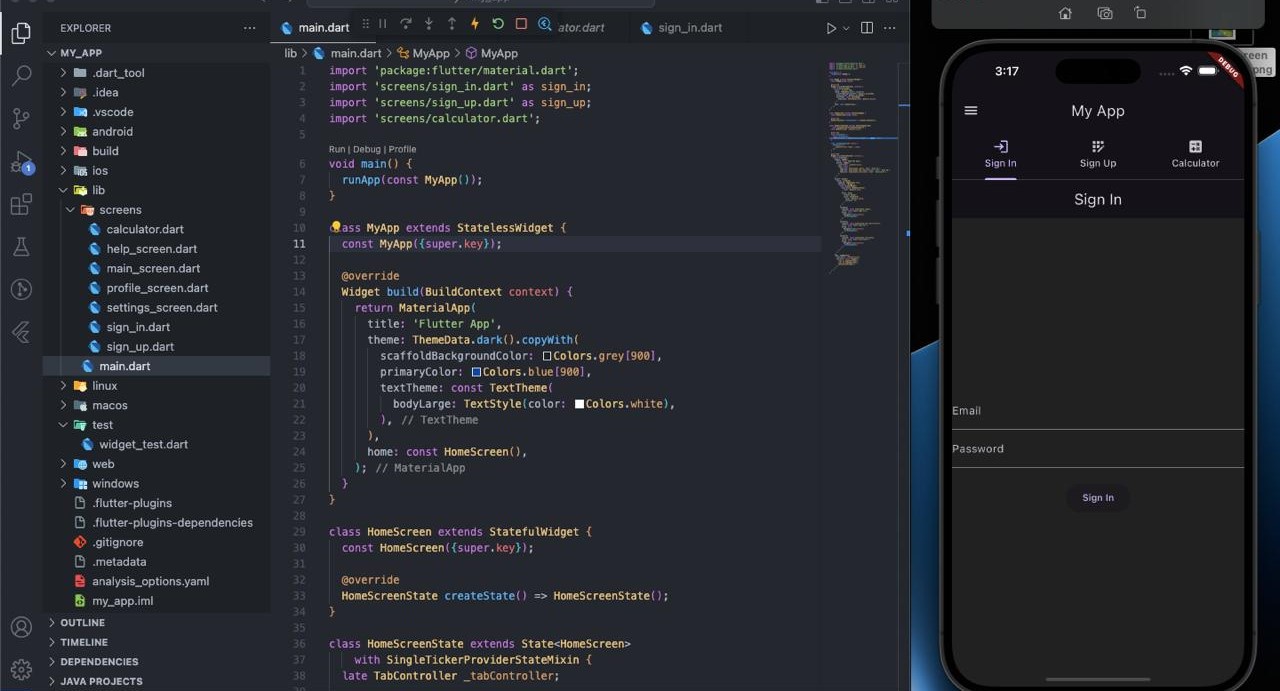 EXPLORER
MY_APP
.dart_tool
.idea
.vscode
android
build
ios
lib
screens
calculator.dart
help_screen.dart
main_screen.dart
profile_screen.dart
settings_screen.dart
sign_in.dart
sign_up.dart
main.dart
linux
macos
test
widget_test.dart
web
windows
.flutter-plugins
.flutter-plugins-dependencies
.gitignore
.metadata
analysis_options.yaml
my_app.iml
OUTLINE
TIMELINE
DEPENDENCIES
JAVA PROJECTS
1
main.dart
ator.dart
sign_in.dart
lib > main.dart > MyApp > MyApp
1 import 'package:flutter/material.dart';
2 import 'screens/sign_in.dart' as sign_in;
3 import 'screens/sign_up.dart' as sign_up;
4 import 'screens/calculator.dart';
5
Run | Debug | Profile
6 void main() {
7 runApp(const MyApp());
8 }
9
10 ass MyApp extends StatelessWidget {
11 const MyApp({super.key});
12
13 @override
14 Widget build(BuildContext context) {
15 return MaterialApp(
16 title: 'Flutter App',
17 theme: ThemeData.dark().copyWith(
18 scaffoldBackgroundColor: Colors.grey[900],
19 primaryColor: Colors.blue[900],
20 textTheme: const TextTheme(
21 bodyLarge: TextStyle(color: Colors.white),
22 ), // TextTheme
23 ),
24 home: const HomeScreen(),
25 ); // MaterialApp
26 }
27 }
28
29 class HomeScreen extends StatefulWidget {
30 const HomeScreen({super.key});
31
32 @override
33 HomeScreenState createState() => HomeScreenState();
34 }
35
36 class HomeScreenState extends State<HomeScreen>
37 with SingleTickerProviderStateMixin {
38 late TabController _tabController;
reen
ong
3:17
DEBUG
My App
Sign In
Sign Up
Calculator
Sign In
Email
Password
Sign In